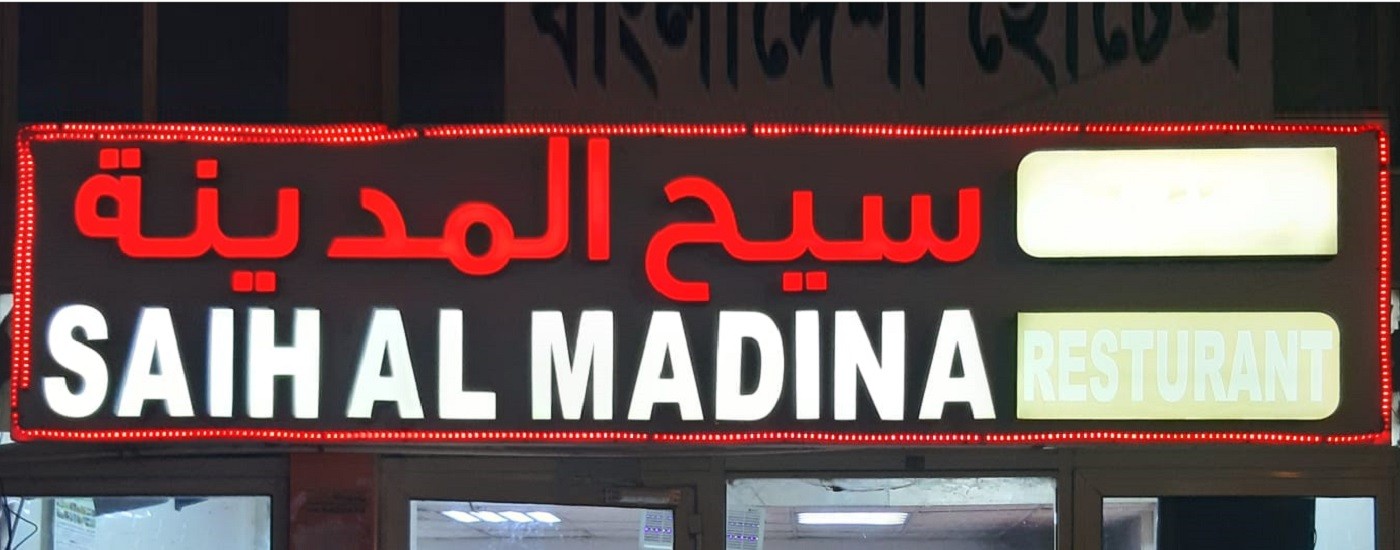 বাংলাদেশী হোটেল
سيح المدينة
SAIH AL MADINA RESTURANT